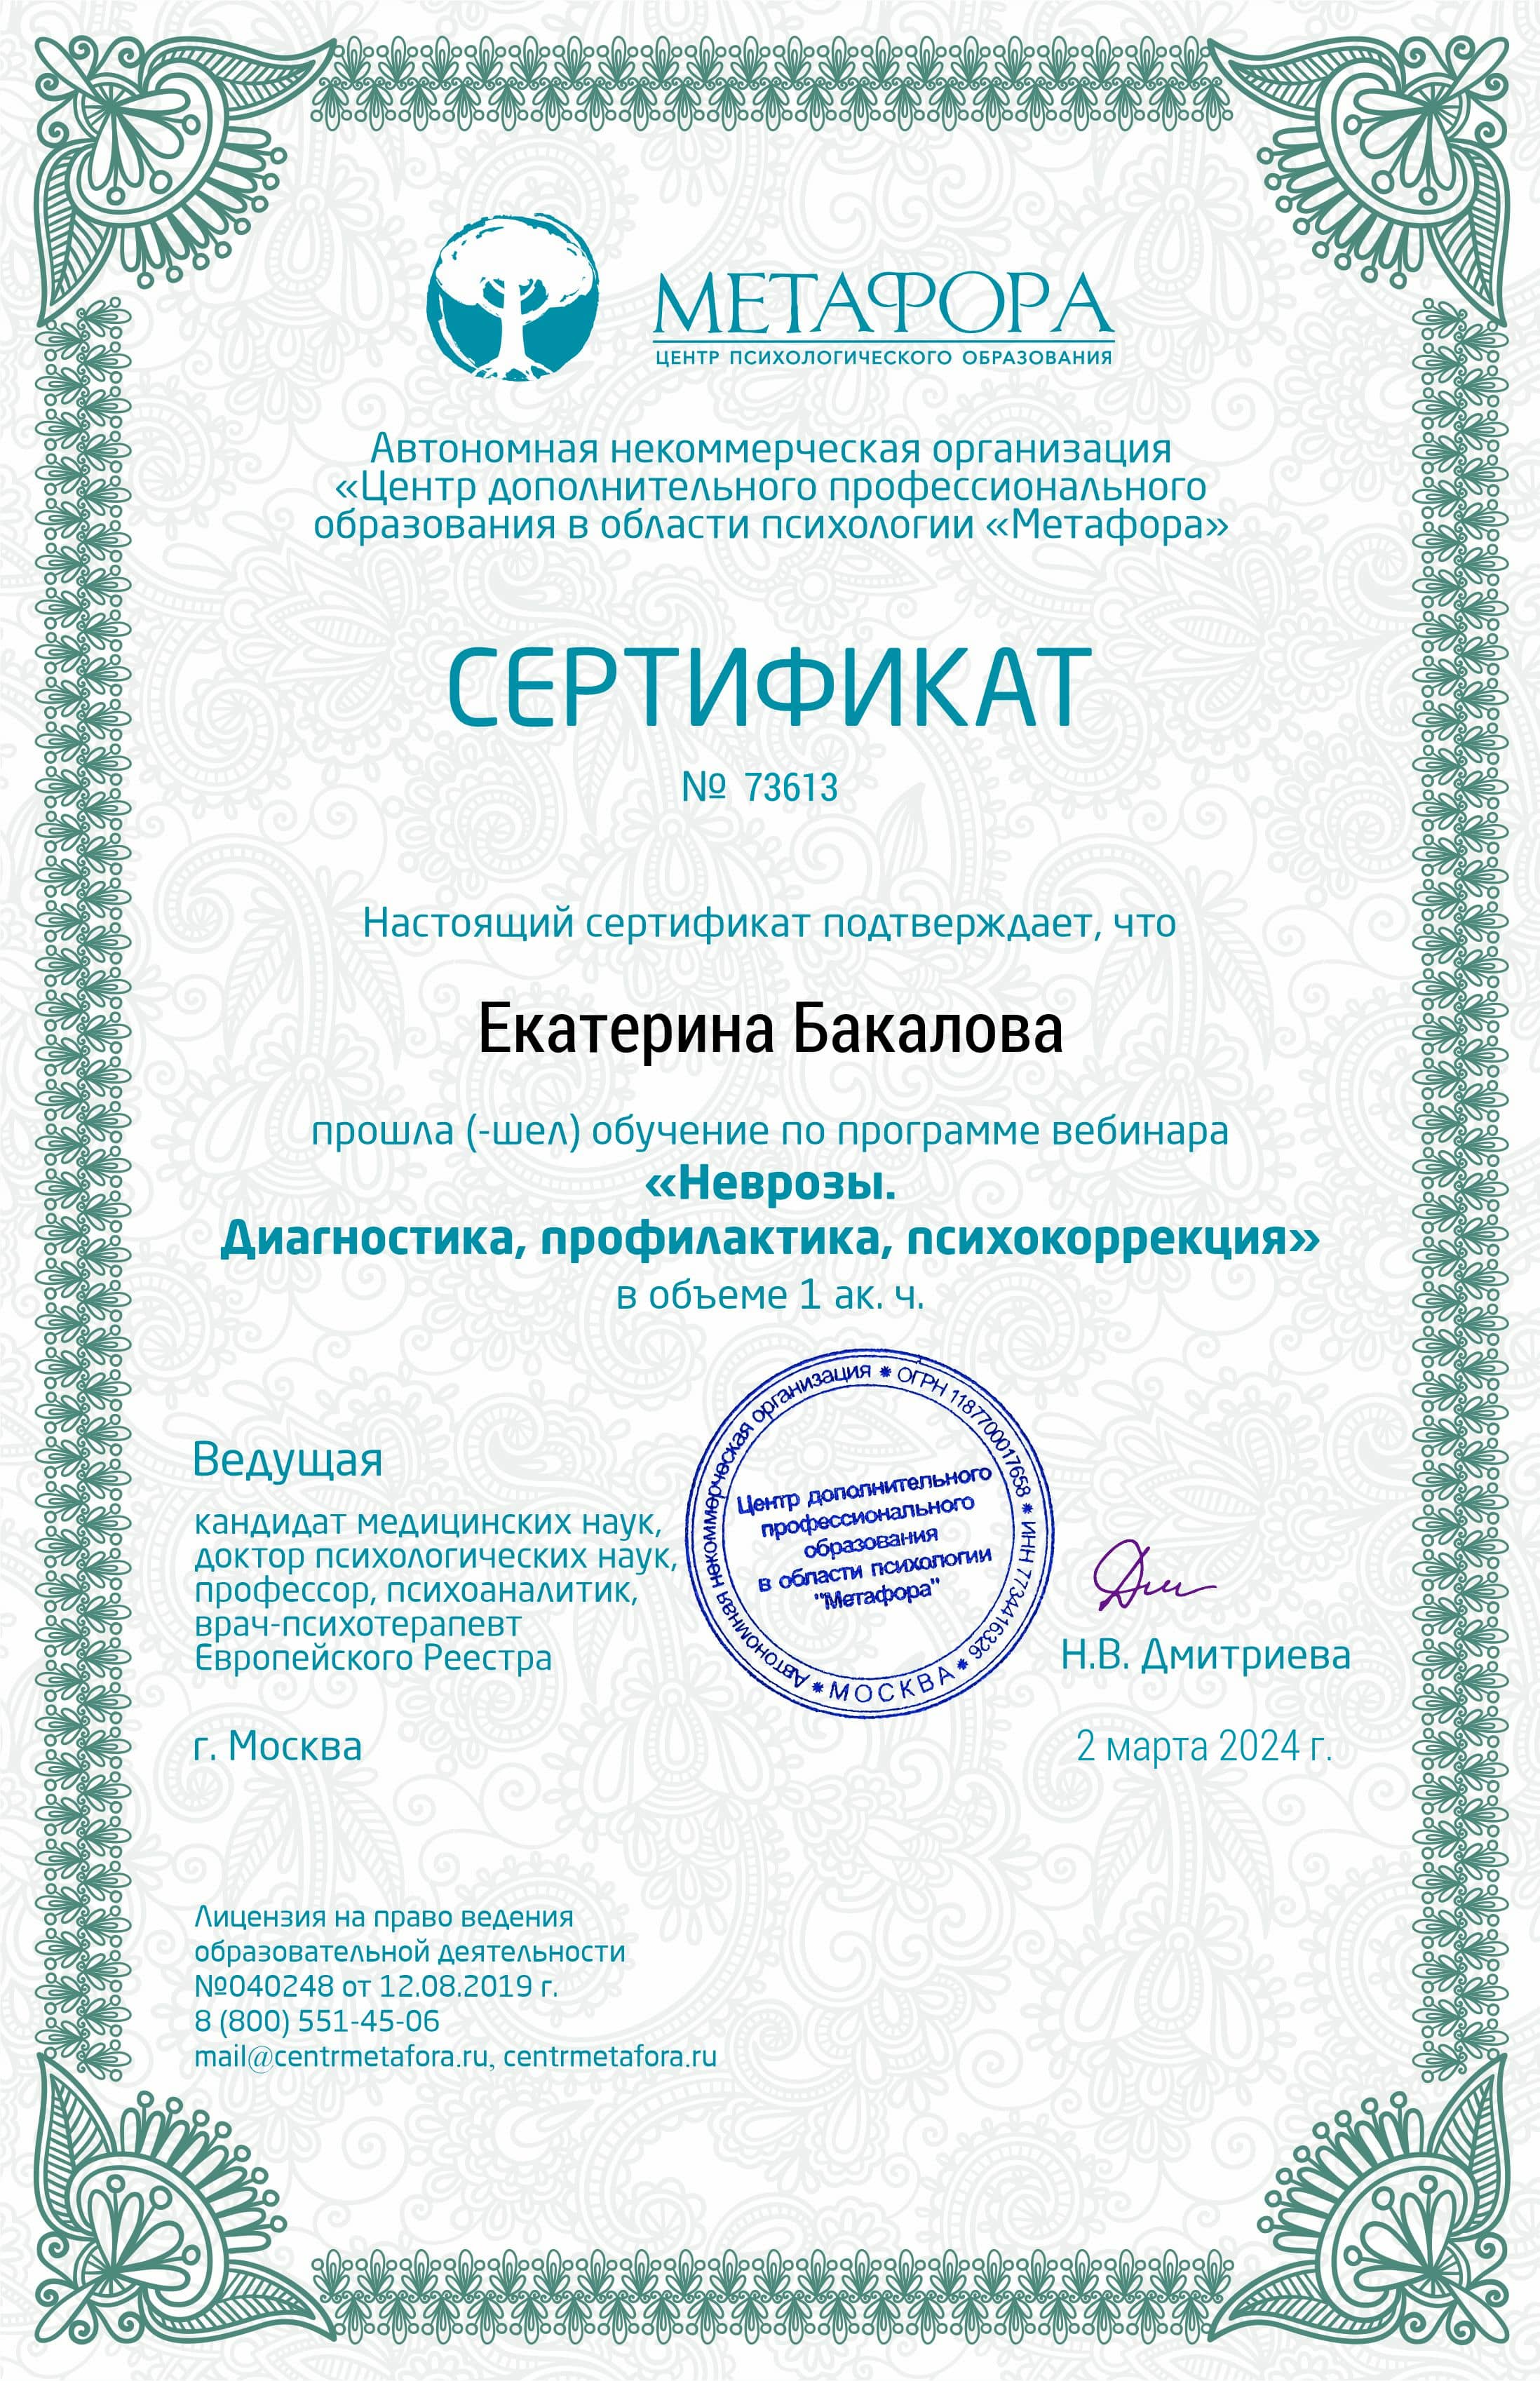 МЕТАФОРА
ЦЕНТР ПСИХОЛОГИЧЕСКОГО ОБРАЗОВАНИЯ
Автономная некоммерческая организация
«Центр дополнительного профессионального
образования в области психологии «Метафора»
СЕРТИФИКАТ
№ 73613
Настоящий сертификат подтверждает, что
Екатерина Бакалова
прошла (-шел) обучение по программе вебинара
«Неврозы.
Диагностика, профилактика, психокоррекция»
в объеме 1 ак. ч.
Ведущая
кандидат медицинских наук,
доктор психологических наук,
профессор, психоаналитик,
врач-психотерапевт
Европейского Реестра
Автономная некоммерческая организация * ОГРН 1187700017658 * ИНН 7734416326 * МОСКВА *
Центр дополнительного
профессионального
образования
в области психологии
"Метафора"
Н.В. Дмитриева
г. Москва
2 марта 2024 г.
Лицензия на право ведения
образовательной деятельности
№040248 от 12.08.2019 г.
8 (800) 551-45-06
mail@centrmetafora.ru, centrmetafora.ru